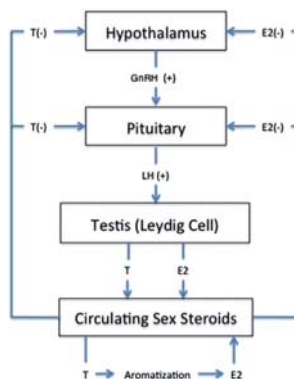 Hypothalamus
T(-) E2(-)
GnRH (+)
Pituitary
T(-) E2(-)
LH (+)
Testis (Leydig Cell)
T E2
Circulating Sex Steroids
T Aromatization E2